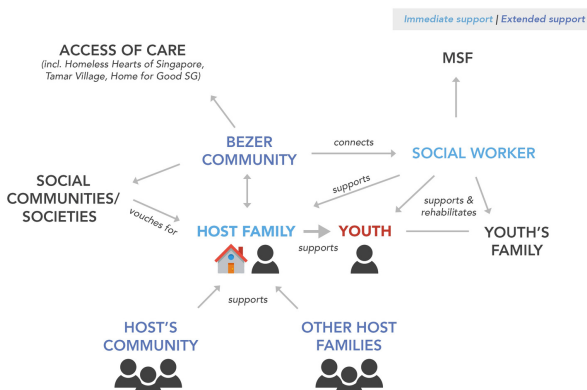 Immediate support | Extended support
ACCESS OF CARE
(incl. Homeless Hearts of Singapore,
Tamar Village, Home for Good SG)
MSF
BEZER
COMMUNITY
connects
SOCIAL WORKER
SOCIAL
COMMUNITIES/
SOCIETIES
vouches for
supports
supports &
rehabilitates
HOST FAMILY
supports
YOUTH
YOUTH'S
FAMILY
supports
HOST'S
COMMUNITY
OTHER HOST
FAMILIES